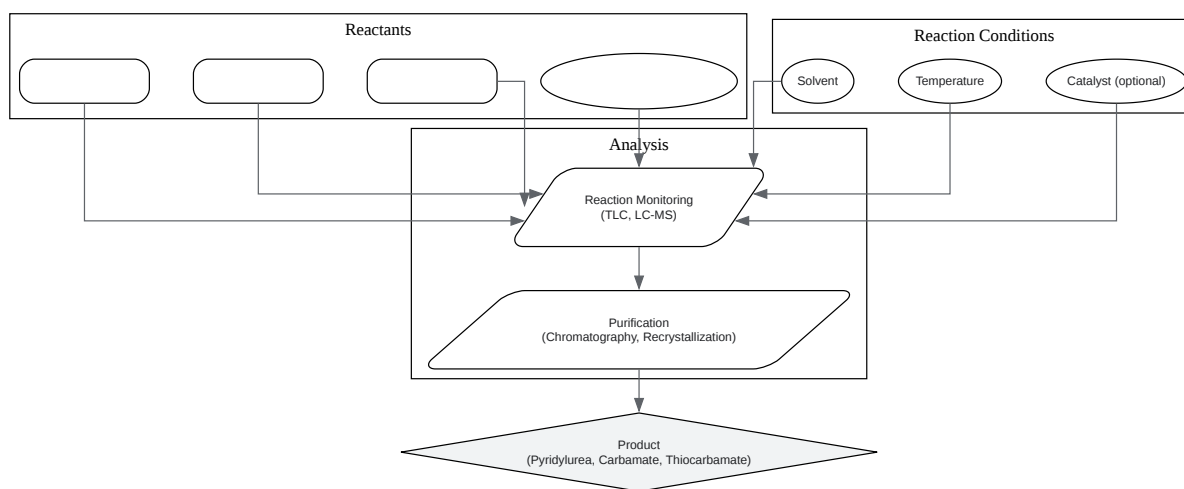 Reactants
Reaction Conditions
Solvent
Temperature
Catalyst (optional)
Analysis
Reaction Monitoring
(TLC, LC-MS)
Purification
(Chromatography, Recrystallization)
Product
(Pyridylurea, Carbamate, Thiocarbamate)